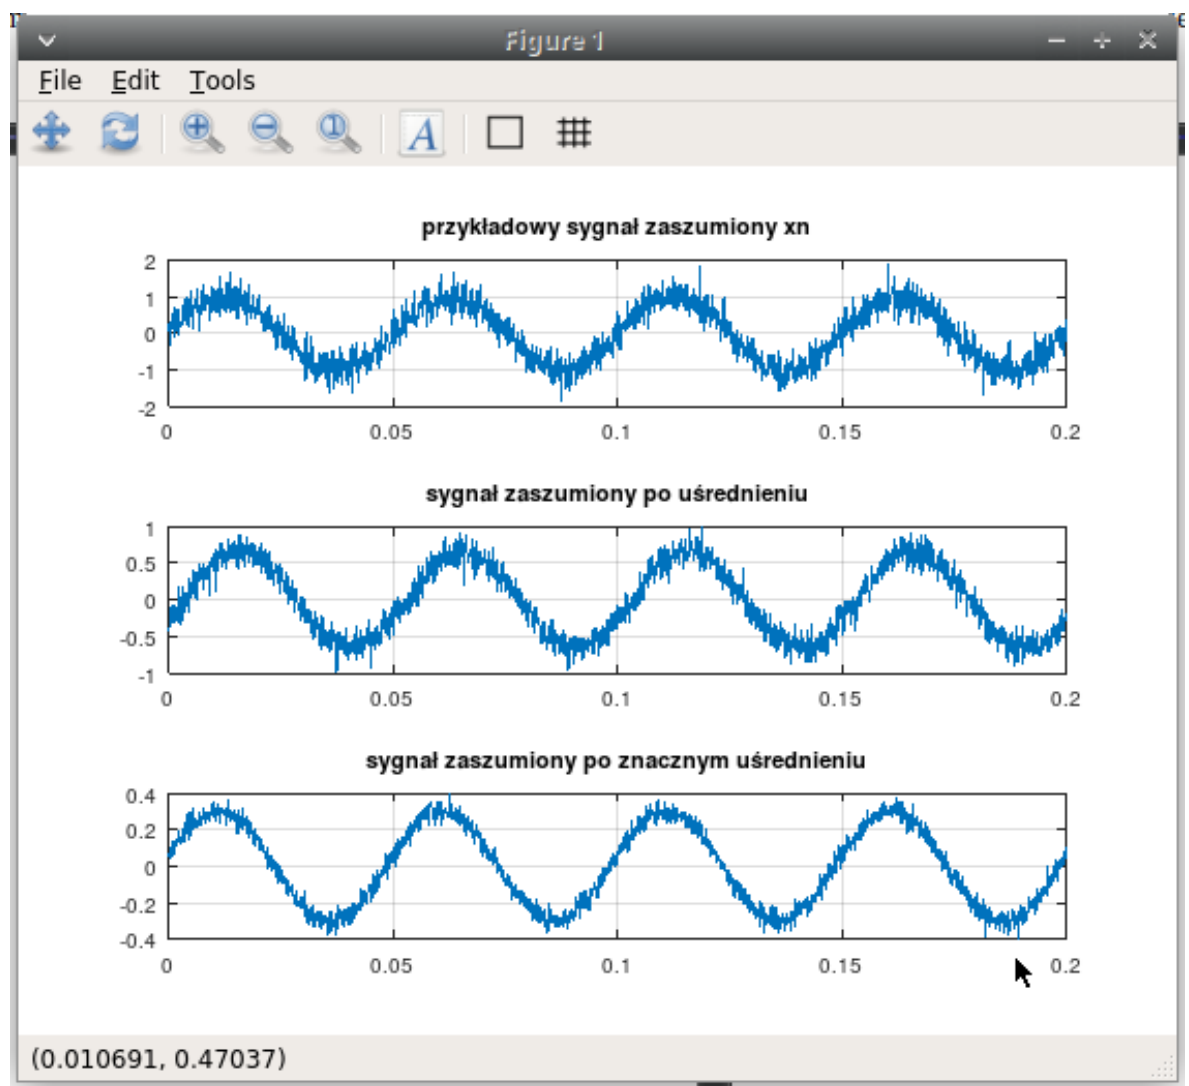 Figure 1
File Edit Tools
A
przykładowy sygnał zaszumiony xn
2
1
0
-1
-2
0 0.05 0.1 0.15 0.2
sygnał zaszumiony po uśrednieniu
1
0.5
0
-0.5
-1
0 0.05 0.1 0.15 0.2
sygnał zaszumiony po znacznym uśrednieniu
0.4
0.2
0
-0.2
-0.4
0 0.05 0.1 0.15 0.2
(0.010691, 0.47037)